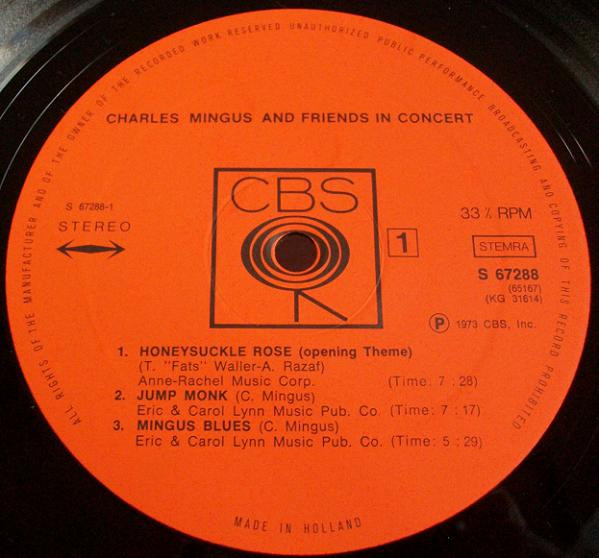 ALL RIGHTS OF THE MANUFACTURER AND OF THE OWNER OF THE RECORDED WORK RESERVED UNAUTHORIZED PUBLIC PERFORMANCE BROADCASTING AND COPYING OF THIS RECORD PROHIBITED
CHARLES MINGUS AND FRIENDS IN CONCERT
CBS
S 67288-1
STEREO
1
33⅓ RPM
STEMRA
S 67288
(65167)
(KG 31614)
Ⓟ 1973 CBS, Inc.
1. HONEYSUCKLE ROSE (opening Theme)
(T. "Fats" Waller-A. Razaf)
Anne-Rachel Music Corp. (Time: 7 : 28)
2. JUMP MONK (C. Mingus)
Eric & Carol Lynn Music Pub. Co. (Time: 7 : 17)
3. MINGUS BLUES (C. Mingus)
Eric & Carol Lynn Music Pub. Co. (Time: 5 : 29)
MADE IN HOLLAND